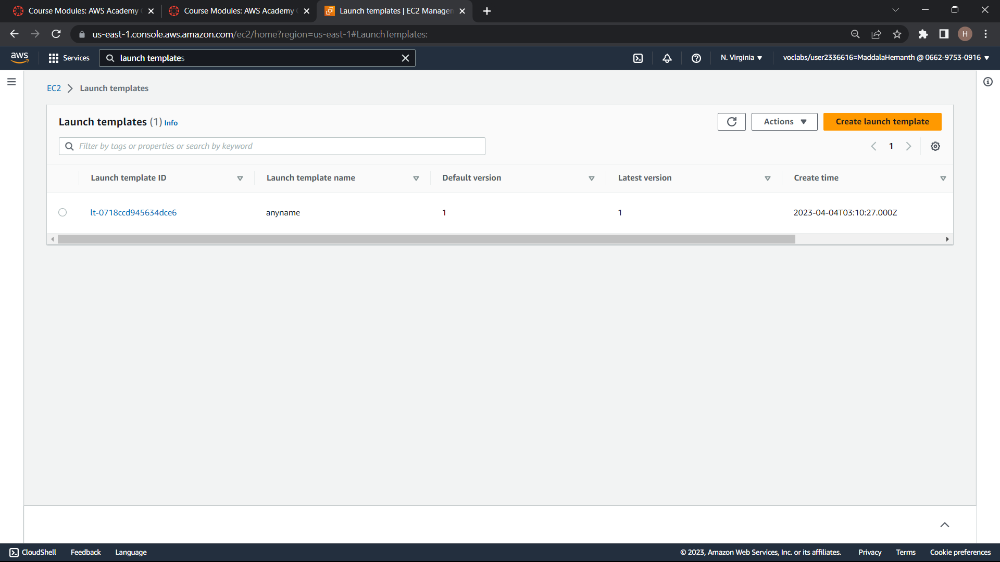 Course Modules: AWS Academy
Course Modules: AWS Academy
Launch templates | EC2 Managem
us-east-1.console.aws.amazon.com/ec2/home?region=us-east-1#LaunchTemplates:
H
aws
Services
launch templates
N. Virginia
voclabs/user2336616=MaddalaHemanth @ 0662-9753-0916
EC2
Launch templates
Launch templates (1) Info
Actions
Create launch template
Filter by tags or properties or search by keyword
1
Launch template ID
Launch template name
Default version
Latest version
Create time
lt-0718ccd945634dce6
anyname
1
1
2023-04-04T03:10:27.000Z
CloudShell
Feedback
Language
© 2023, Amazon Web Services, Inc. or its affiliates.
Privacy
Terms
Cookie preferences